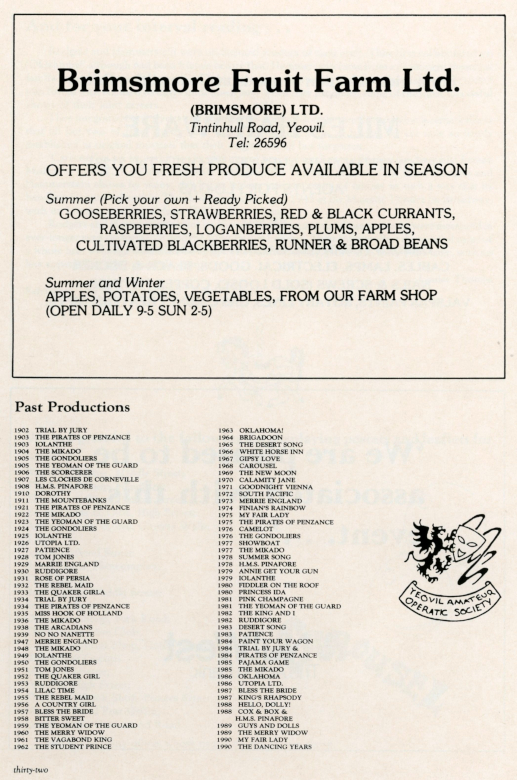 Brimsmore Fruit Farm Ltd.
(BRIMSMORE) LTD.
Tintinhull Road, Yeovil.
Tel: 26596
OFFERS YOU FRESH PRODUCE AVAILABLE IN SEASON
Summer (Pick your own + Ready Picked)
GOOSEBERRIES, STRAWBERRIES, RED & BLACK CURRANTS,
RASPBERRIES, LOGANBERRIES, PLUMS, APPLES,
CULTIVATED BLACKBERRIES, RUNNER & BROAD BEANS
Summer and Winter
APPLES, POTATOES, VEGETABLES, FROM OUR FARM SHOP
(OPEN DAILY 9-5 SUN 2-5)
Past Productions
1902 TRIAL BY JURY
1903 THE PIRATES OF PENZANCE
1903 IOLANTHE
1904 THE MIKADO
1905 THE GONDOLIERS
1905 THE YEOMAN OF THE GUARD
1906 THE SCORCERER
1907 LES CLOCHES DE CORNEVILLE
1908 H.M.S. PINAFORE
1910 DOROTHY
1911 THE MOUNTEBANKS
1921 THE PIRATES OF PENZANCE
1922 THE MIKADO
1923 THE YEOMAN OF THE GUARD
1924 THE GONDOLIERS
1925 IOLANTHE
1926 UTOPIA LTD.
1927 PATIENCE
1928 TOM JONES
1929 MARRIE ENGLAND
1930 RUDDIGORE
1931 ROSE OF PERSIA
1932 THE REBEL MAID
1933 THE QUAKER GIRLA
1934 TRIAL BY JURY
1934 THE PIRATES OF PENZANCE
1935 MISS HOOK OF HOLLAND
1936 THE MIKADO
1938 THE ARCADIANS
1939 NO NO NANETTE
1947 MERRIE ENGLAND
1948 THE MIKADO
1949 IOLANTHE
1950 THE GONDOLIERS
1951 TOM JONES
1952 THE QUAKER GIRL
1953 RUDDIGORE
1954 LILAC TIME
1955 THE REBEL MAID
1956 A COUNTRY GIRL
1957 BLESS THE BRIDE
1958 BITTER SWEET
1959 THE YEOMAN OF THE GUARD
1960 THE MERRY WIDOW
1961 THE VAGABOND KING
1962 THE STUDENT PRINCE
1963 OKLAHOMA!
1964 BRIGADOON
1965 THE DESERT SONG
1966 WHITE HORSE INN
1967 GIPSY LOVE
1968 CAROUSEL
1969 THE NEW MOON
1970 CALAMITY JANE
1971 GOODNIGHT VIENNA
1972 SOUTH PACIFIC
1973 MERRIE ENGLAND
1974 FINIAN'S RAINBOW
1975 MY FAIR LADY
1975 THE PIRATES OF PENZANCE
1976 CAMELOT
1976 THE GONDOLIERS
1977 SHOWBOAT
1977 THE MIKADO
1978 SUMMER SONG
1978 H.M.S. PINAFORE
1979 ANNIE GET YOUR GUN
1979 IOLANTHE
1980 FIDDLER ON THE ROOF
1980 PRINCESS IDA
1981 PINK CHAMPAGNE
1981 THE YEOMAN OF THE GUARD
1982 THE KING AND I
1982 RUDDIGORE
1983 DESERT SONG
1983 PATIENCE
1984 PAINT YOUR WAGON
1984 TRIAL BY JURY &
1984 PIRATES OF PENZANCE
1985 PAJAMA GAME
1985 THE MIKADO
1986 OKLAHOMA
1986 UTOPIA LTD.
1987 BLESS THE BRIDE
1987 KING'S RHAPSODY
1988 HELLO, DOLLY!
1988 COX & BOX &
H.M.S. PINAFORE
1989 GUYS AND DOLLS
1989 THE MERRY WIDOW
1990 MY FAIR LADY
1990 THE DANCING YEARS
YEOVIL AMATEUR
OPERATIC SOCIETY
thirty-two